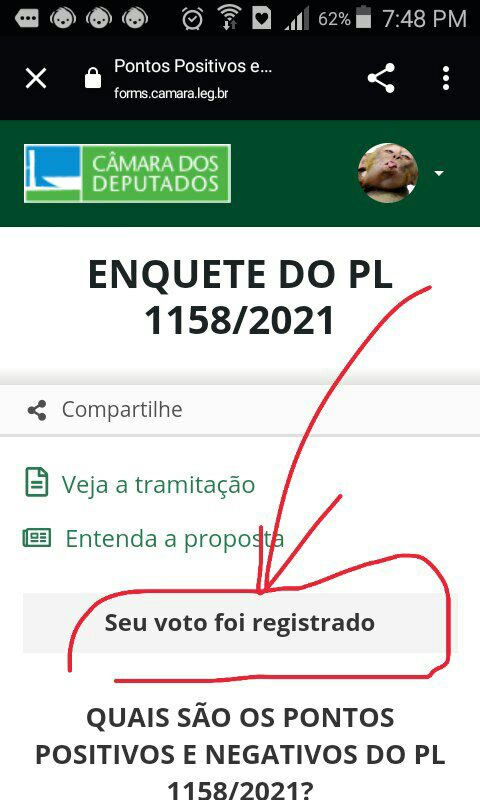 62% 7:48 PM
Pontos Positivos e...
forms.camara.leg.br
CÂMARA DOS
DEPUTADOS
ENQUETE DO PL
1158/2021
Compartilhe
Veja a tramitação
Entenda a proposta
Seu voto foi registrado
QUAIS SÃO OS PONTOS
POSITIVOS E NEGATIVOS DO PL
1158/2021?